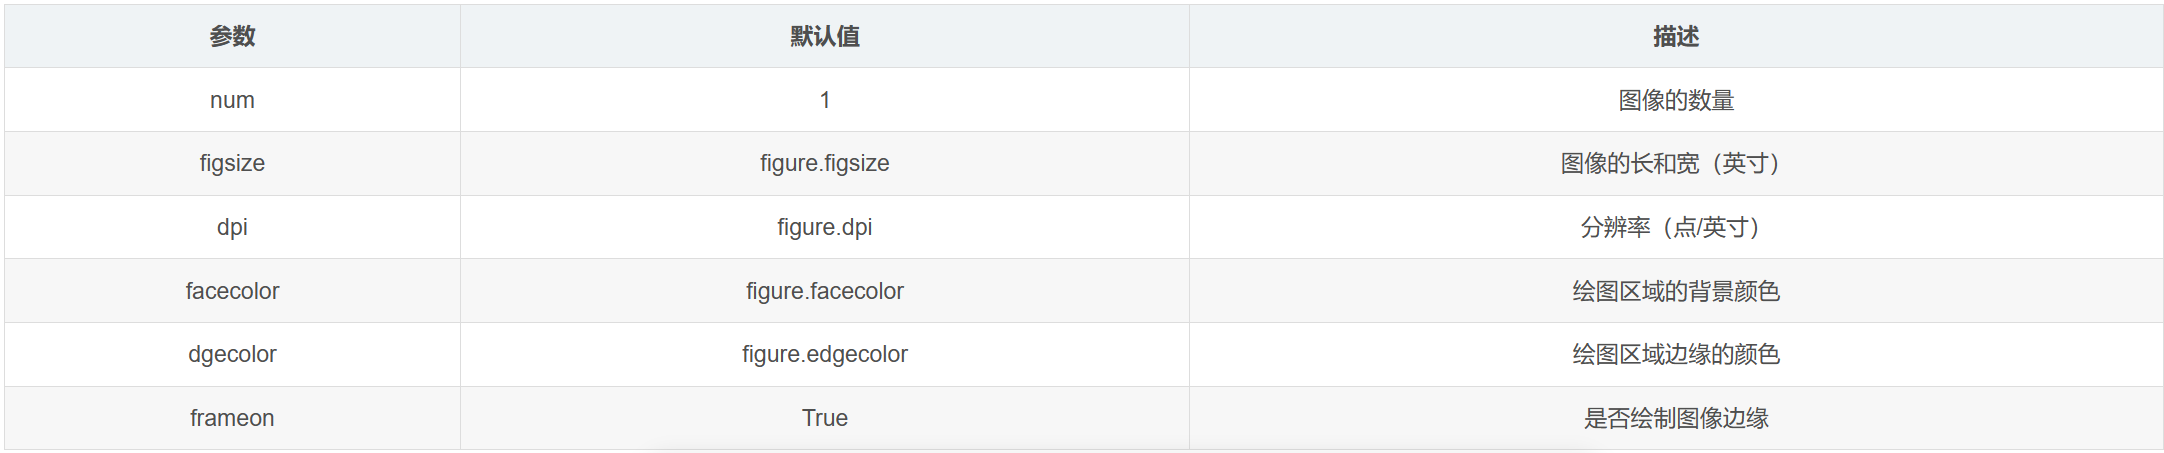 参数 默认值 描述
num 1 图像的数量
figsize figure.figsize 图像的长和宽（英寸）
dpi figure.dpi 分辨率（点/英寸）
facecolor figure.facecolor 绘图区域的背景颜色
dgecolor figure.edgecolor 绘图区域边缘的颜色
frameon True 是否绘制图像边缘